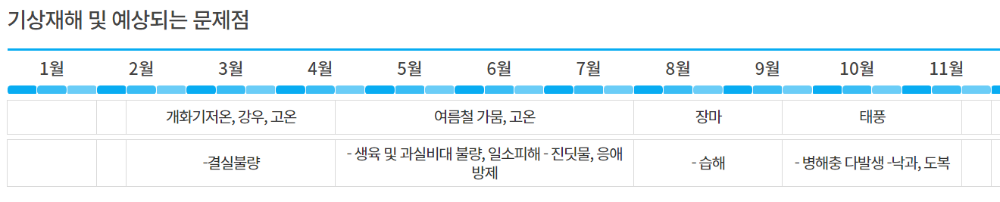 기상재해 및 예상되는 문제점
1월 2월 3월 4월 5월 6월 7월 8월 9월 10월 11월
개화기저온, 강우, 고온 여름철 가뭄, 고온 장마 태풍
-결실불량 - 생육 및 과실비대 불량, 일소피해 - 진딧물, 응애 방제 - 습해 - 병해충 다발생 -낙과, 도복